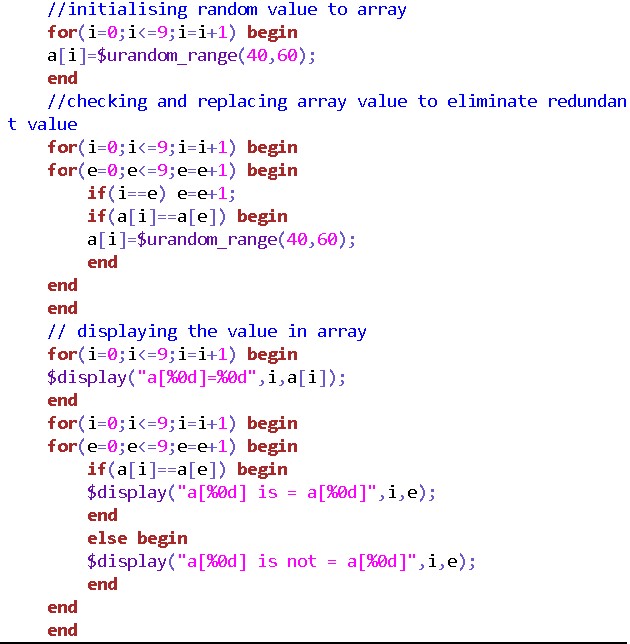 //initialising random value to array
for(i=0;i<=9;i=i+1) begin
a[i]=$urandom_range(40,60);
end
//checking and replacing array value to eliminate redundan
t value
for(i=0;i<=9;i=i+1) begin
for(e=0;e<=9;e=e+1) begin
if(i==e) e=e+1;
if(a[i]==a[e]) begin
a[i]=$urandom_range(40,60);
end
end
end
// displaying the value in array
for(i=0;i<=9;i=i+1) begin
$display("a[%0d]=%0d",i,a[i]);
end
for(i=0;i<=9;i=i+1) begin
for(e=0;e<=9;e=e+1) begin
if(a[i]==a[e]) begin
$display("a[%0d] is = a[%0d]",i,e);
end
else begin
$display("a[%0d] is not = a[%0d]",i,e);
end
end
end